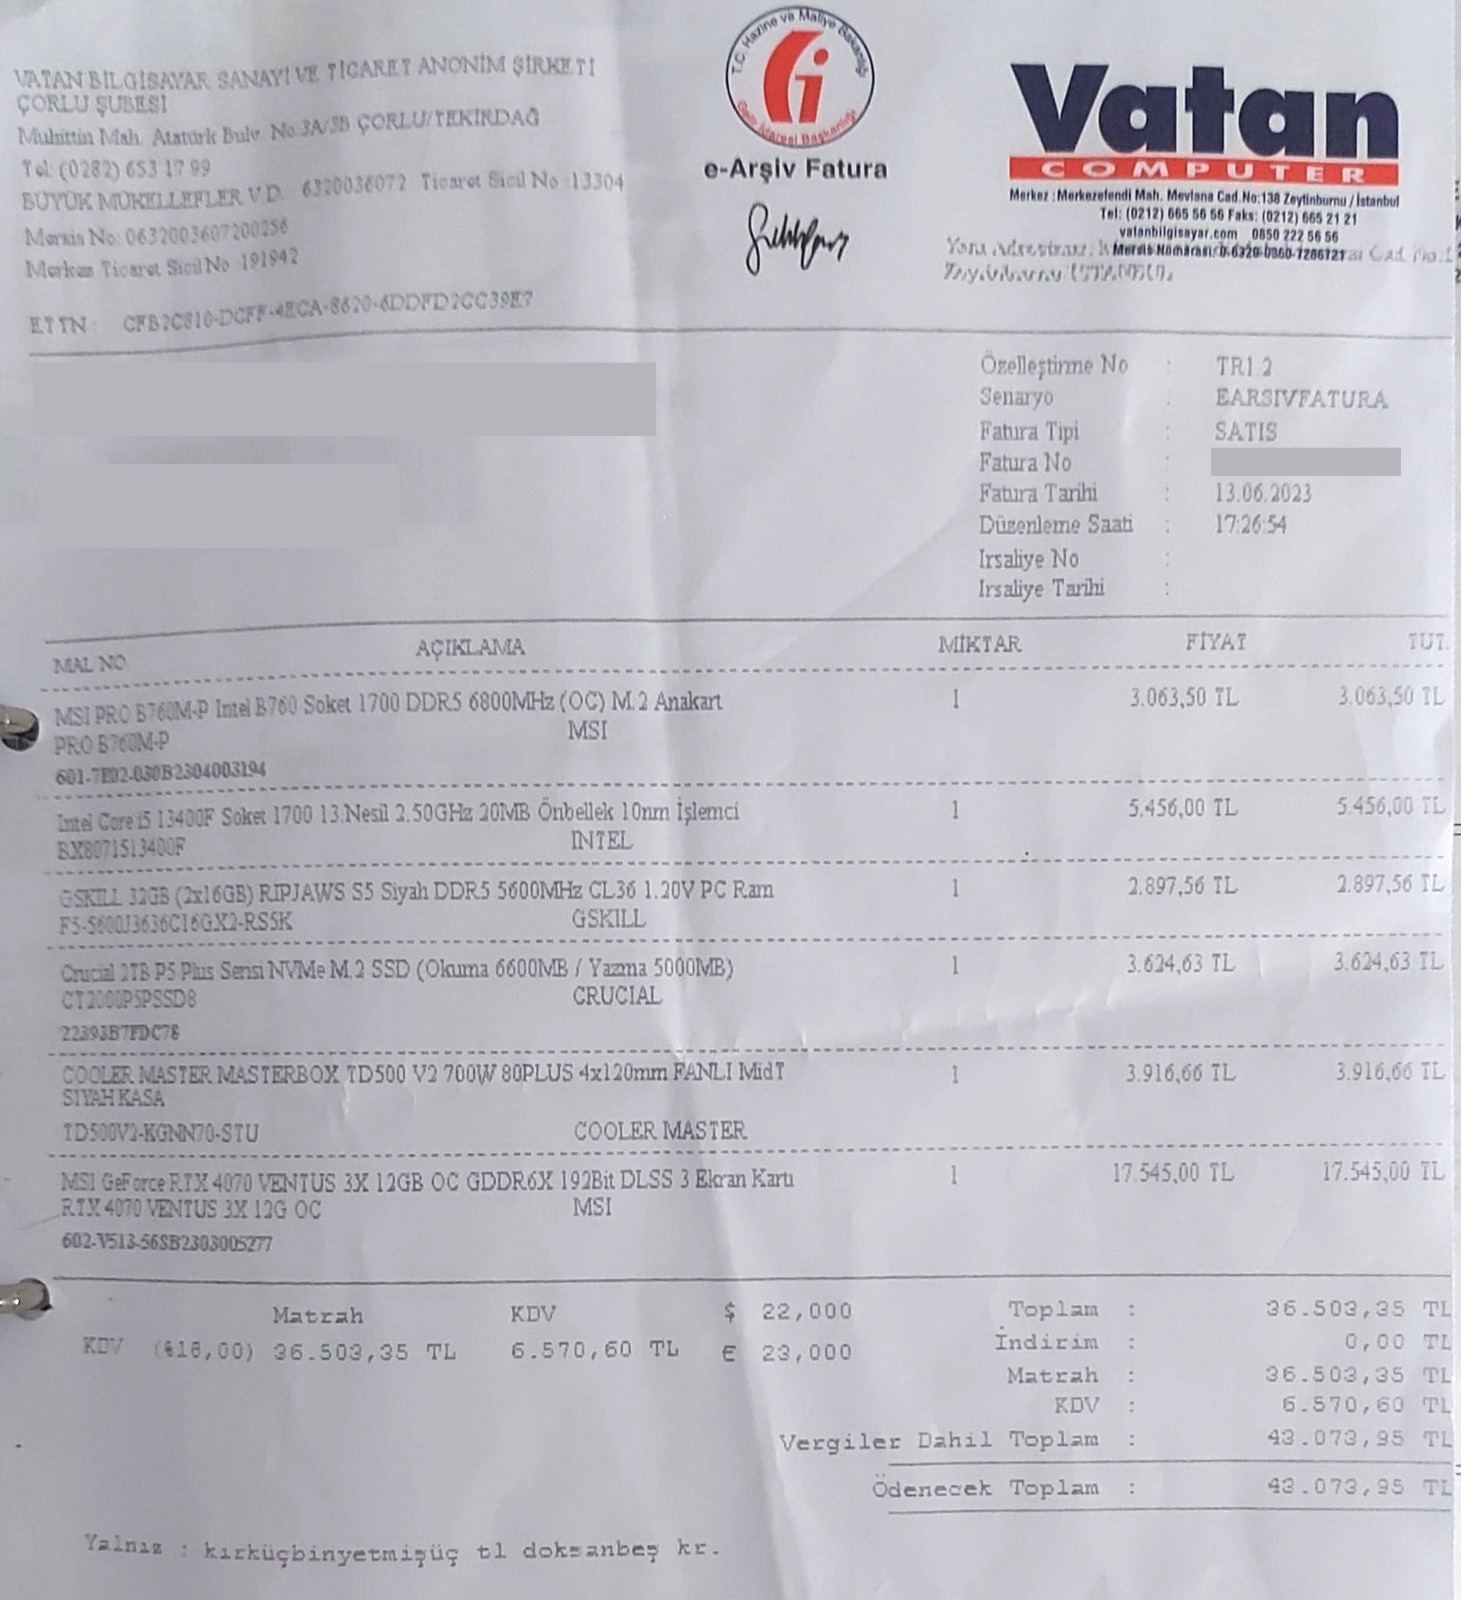 VATAN BİLGİSAYAR SANAYİ VE TİCARET ANONİM ŞİRKETİ
ÇORLU ŞUBESİ
Muhittin Mah. Atatürk Bulv. No:3A/3B ÇORLU/TEKİRDAĞ
Tel: (0282) 653 17 99
BÜYÜK MÜKELLEFLER V.D. 6320036072 Ticaret Sicil No :13304
Mersis No: 0632003607200256
Merkez Ticaret Sicil No 191942
ETTN : CFB2C810-DCFF-4ECA-8620-6DDFD2CC39E7
T.C. Hazine ve Maliye Bakanlığı
Gelir İdaresi Başkanlığı
e-Arşiv Fatura
Vatan
COMPUTER
Merkez : Merkezefendi Mah. Mevlana Cad.No:138 Zeytinburnu / İstanbul
Tel: (0212) 665 56 56 Faks: (0212) 665 21 21
vatanbilgisayar.com 0850 222 56 56
Özelleştirme No : TR1.2
Senaryo : EARSIVFATURA
Fatura Tipi : SATIS
Fatura No :
Fatura Tarihi : 13.06.2023
Düzenleme Saati : 17:26:54
Irsaliye No :
Irsaliye Tarihi :
MAL NO AÇIKLAMA MİKTAR FİYAT TUT.
MSI PRO B760M-P Intel B760 Soket 1700 DDR5 6800MHz (OC) M.2 Anakart 1 3.063,50 TL 3.063,50 TL
PRO B760M-P MSI
601-7E02-030B2304003194
Intel Core i5 13400F Soket 1700 13.Nesil 2.50GHz 20MB Önbellek 10nm İşlemci 1 5.456,00 TL 5.456,00 TL
BX8071513400F INTEL
GSKILL 32GB (2x16GB) RIPJAWS S5 Siyah DDR5 5600MHz CL36 1.20V PC Ram 1 2.897,56 TL 2.897,56 TL
F5-5600J3636C16GX2-RS5K GSKILL
Crucial 2TB P5 Plus Serisi NVMe M.2 SSD (Okuma 6600MB / Yazma 5000MB) 1 3.624,63 TL 3.624,63 TL
CT2000P5PSSD8 CRUCIAL
22393B7FDC78
COOLER MASTER MASTERBOX TD500 V2 700W 80PLUS 4x120mm FANLI MidT 1 3.916,66 TL 3.916,66 TL
SIYAH KASA
TD500V2-KGNN70-STU COOLER MASTER
MSI GeForce RTX 4070 VENTUS 3X 12GB OC GDDR6X 192Bit DLSS 3 Ekran Kartı 1 17.545,00 TL 17.545,00 TL
RTX 4070 VENTUS 3X 12G OC MSI
602-V513-56SB2303005277
Matrah KDV $ 22,000 Toplam : 36.503,35 TL
KDV (%18,00) 36.503,35 TL 6.570,60 TL € 23,000 İndirim : 0,00 TL
Matrah : 36.503,35 TL
KDV : 6.570,60 TL
Vergiler Dahil Toplam : 43.073,95 TL
Ödenecek Toplam : 43.073,95 TL
Yalnız : kırküçbinyetmişüç tl doksanbeş kr.